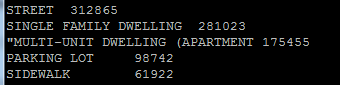 STREET 312865
SINGLE FAMILY DWELLING 281023
"MULTI-UNIT DWELLING (APARTMENT 175455
PARKING LOT 98742
SIDEWALK 61922